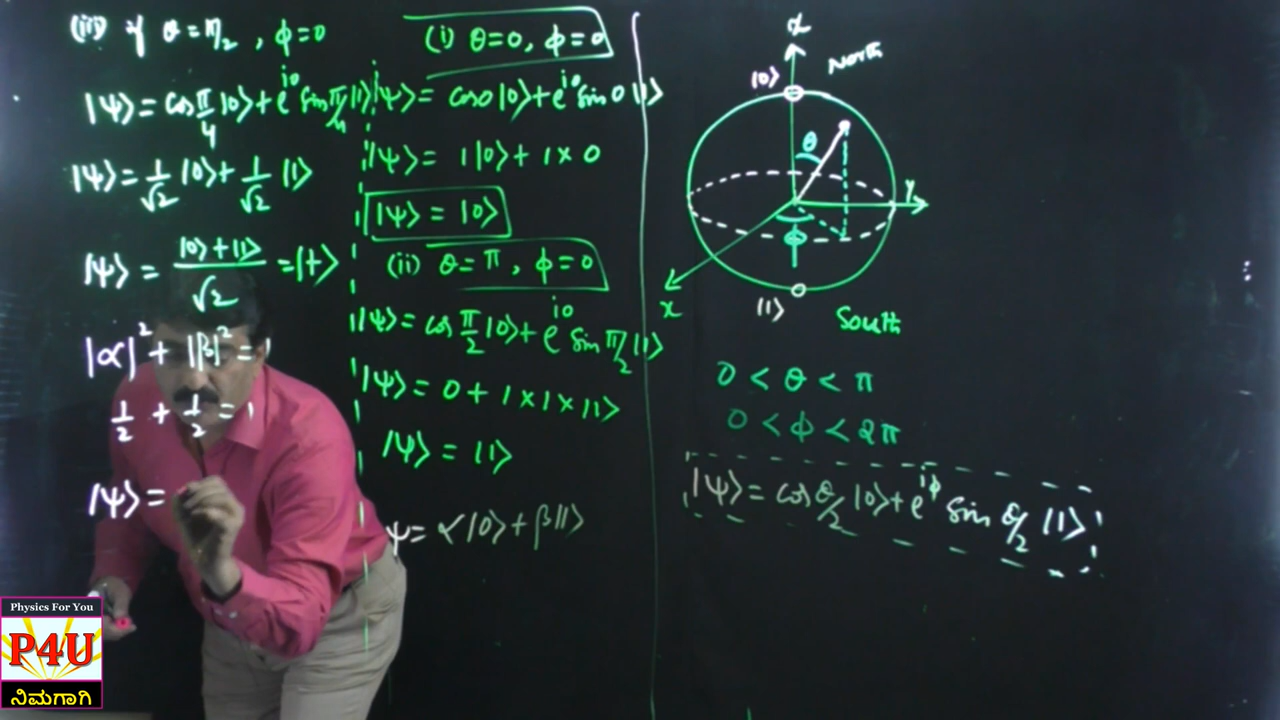 (iii) if θ = π/2 , φ = 0
|ψ⟩ = cos π/4 |0⟩ + e^{i0} sin π/4 |1⟩
|ψ⟩ = 1/√2 |0⟩ + 1/√2 |1⟩
|ψ⟩ = |0⟩ + |1⟩ / √2 = |+⟩
|α|² + |β|² = 1
1/2 + 1/2 = 1
|ψ⟩ =
(i) θ = 0, φ = 0
|ψ⟩ = cos 0 |0⟩ + e^{i0} sin 0 |1⟩
|ψ⟩ = 1 |0⟩ + 1 × 0
|ψ⟩ = |0⟩
(ii) θ = π , φ = 0
|ψ⟩ = cos π/2 |0⟩ + e^{i0} sin π/2 |1⟩
|ψ⟩ = 0 + 1 × 1 × |1⟩
|ψ⟩ = |1⟩
ψ = α |0⟩ + β |1⟩
North
|0⟩
θ
y
φ
x
|1⟩
South
0 < θ < π
0 < φ < 2π
|ψ⟩ = cos θ/2 |0⟩ + e^{iφ} sin θ/2 |1⟩
Physics For You
P4U
ನಿಮಗಾಗಿ